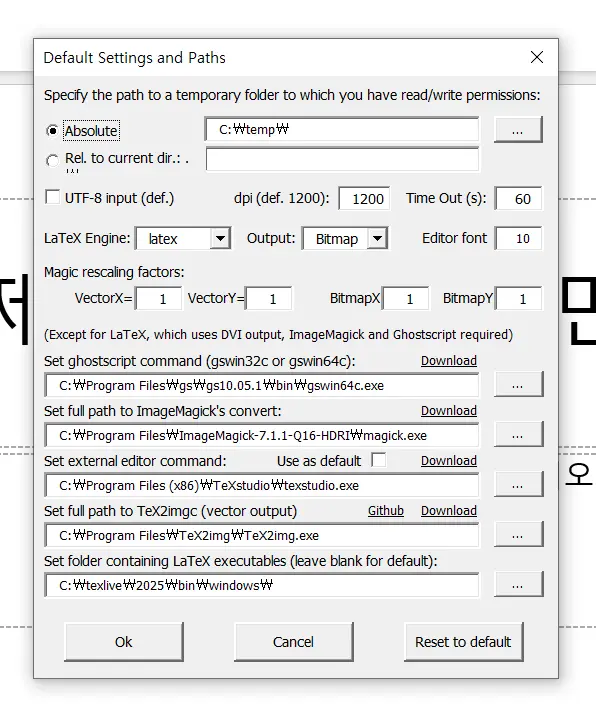 Default Settings and Paths
Specify the path to a temporary folder to which you have read/write permissions:
Absolute C:₩temp₩ ...
Rel. to current dir.: .
UTF-8 input (def.) dpi (def. 1200): 1200 Time Out (s): 60
LaTeX Engine: latex Output: Bitmap Editor font 10
Magic rescaling factors:
VectorX= 1 VectorY= 1 BitmapX 1 BitmapY 1
(Except for LaTeX, which uses DVI output, ImageMagick and Ghostscript required)
Set ghostscript command (gswin32c or gswin64c): Download
C:₩Program Files₩gs₩gs10.05.1₩bin₩gswin64c.exe ...
Set full path to ImageMagick's convert: Download
C:₩Program Files₩ImageMagick-7.1.1-Q16-HDRI₩magick.exe ...
Set external editor command: Use as default Download
C:₩Program Files (x86)₩TeXstudio₩texstudio.exe ...
오
Set full path to TeX2imgc (vector output) Github Download
C:₩Program Files₩TeX2img₩TeX2img.exe ...
Set folder containing LaTeX executables (leave blank for default):
C:₩texlive₩2025₩bin₩windows₩ ...
Ok Cancel Reset to default